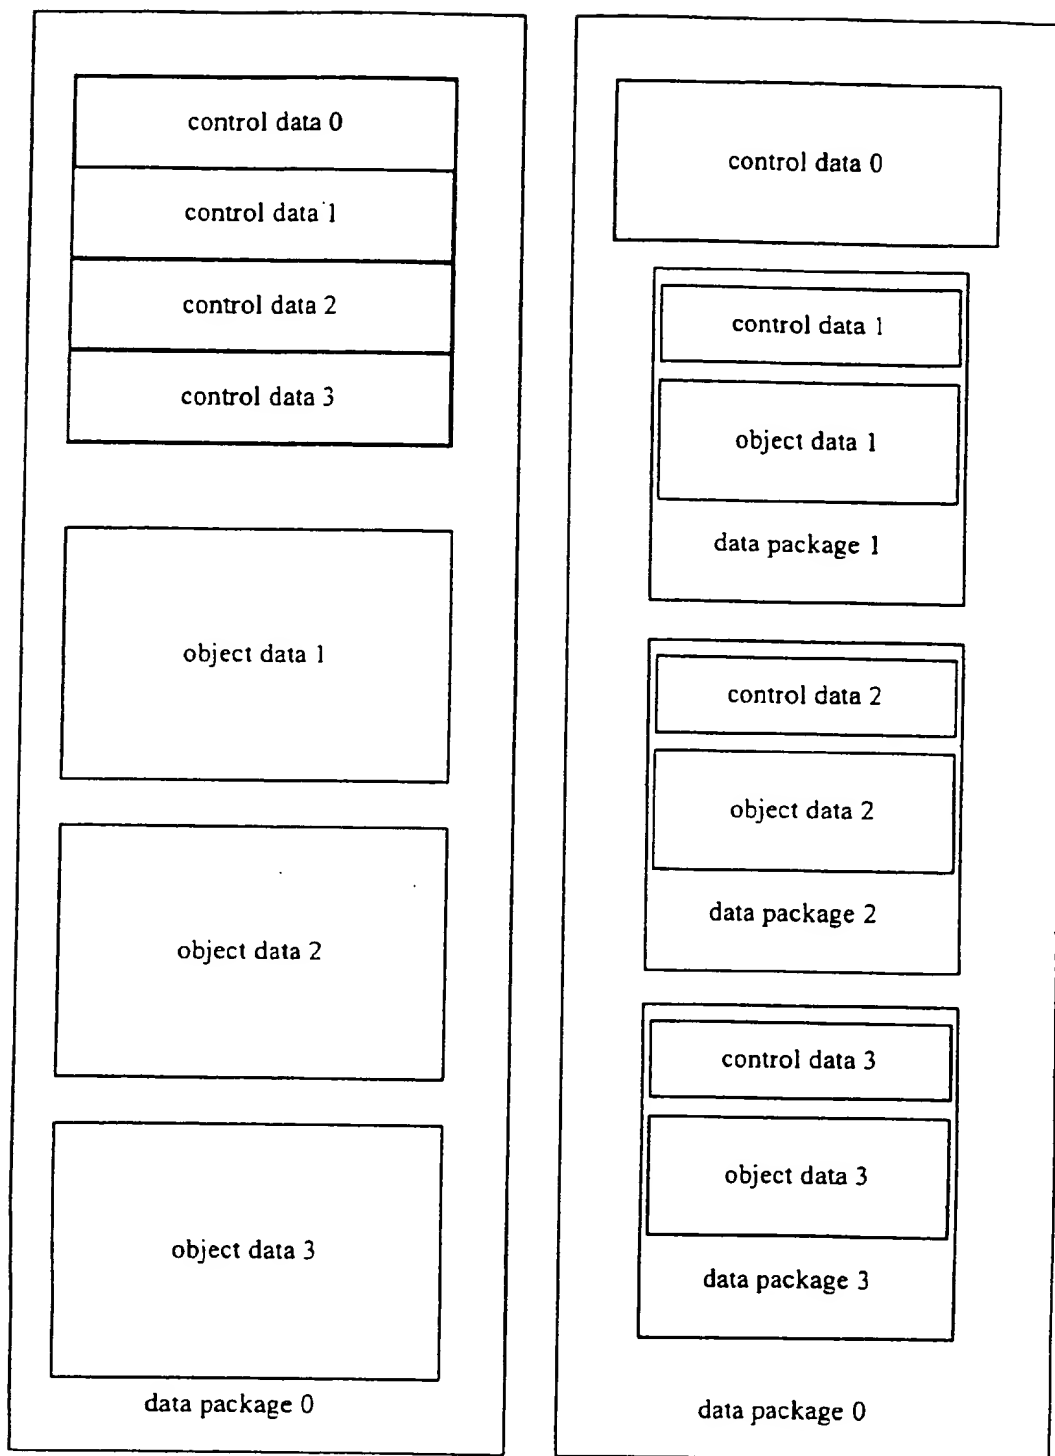 control data 0
control data 1
control data 2
control data 3
object data 1
object data 2
object data 3
data package 0
control data 0
control data 1
object data 1
data package 1
control data 2
object data 2
data package 2
control data 3
object data 3
data package 3
data package 0